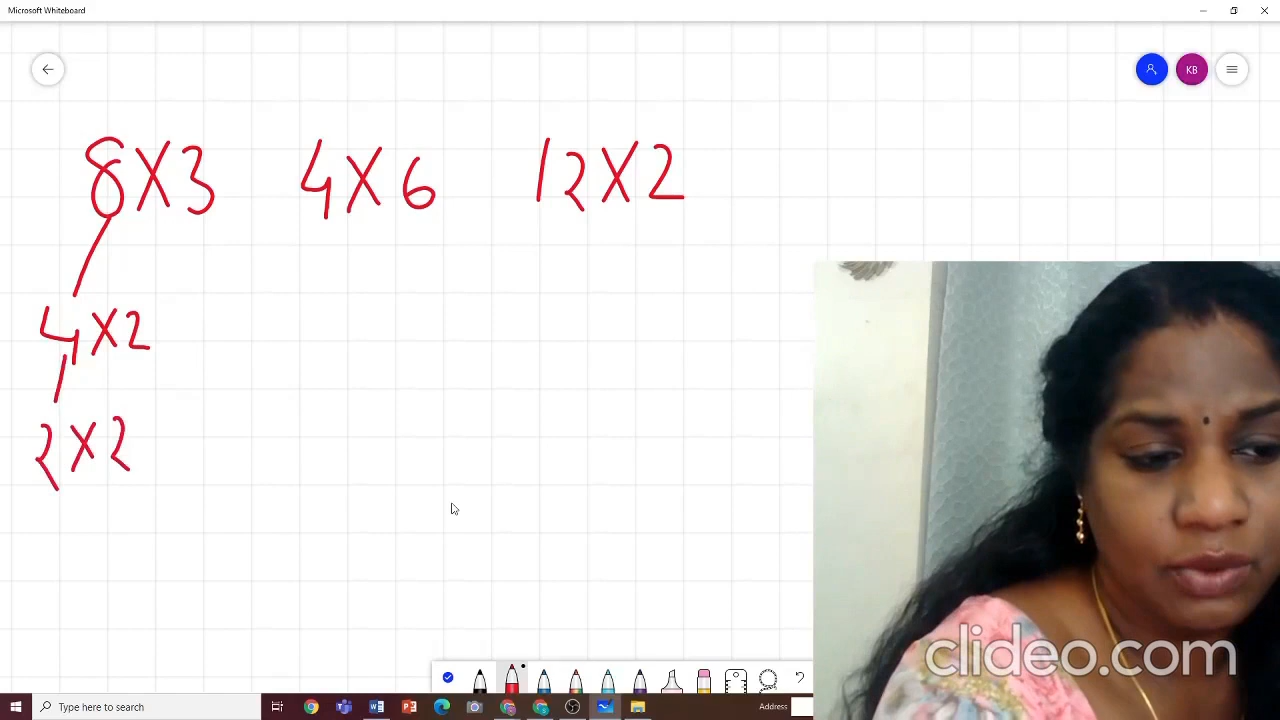 Microsoft Whiteboard
KB
8X3 4X6 12X2
4X2
2X2
clideo.com
Type here to search
Address